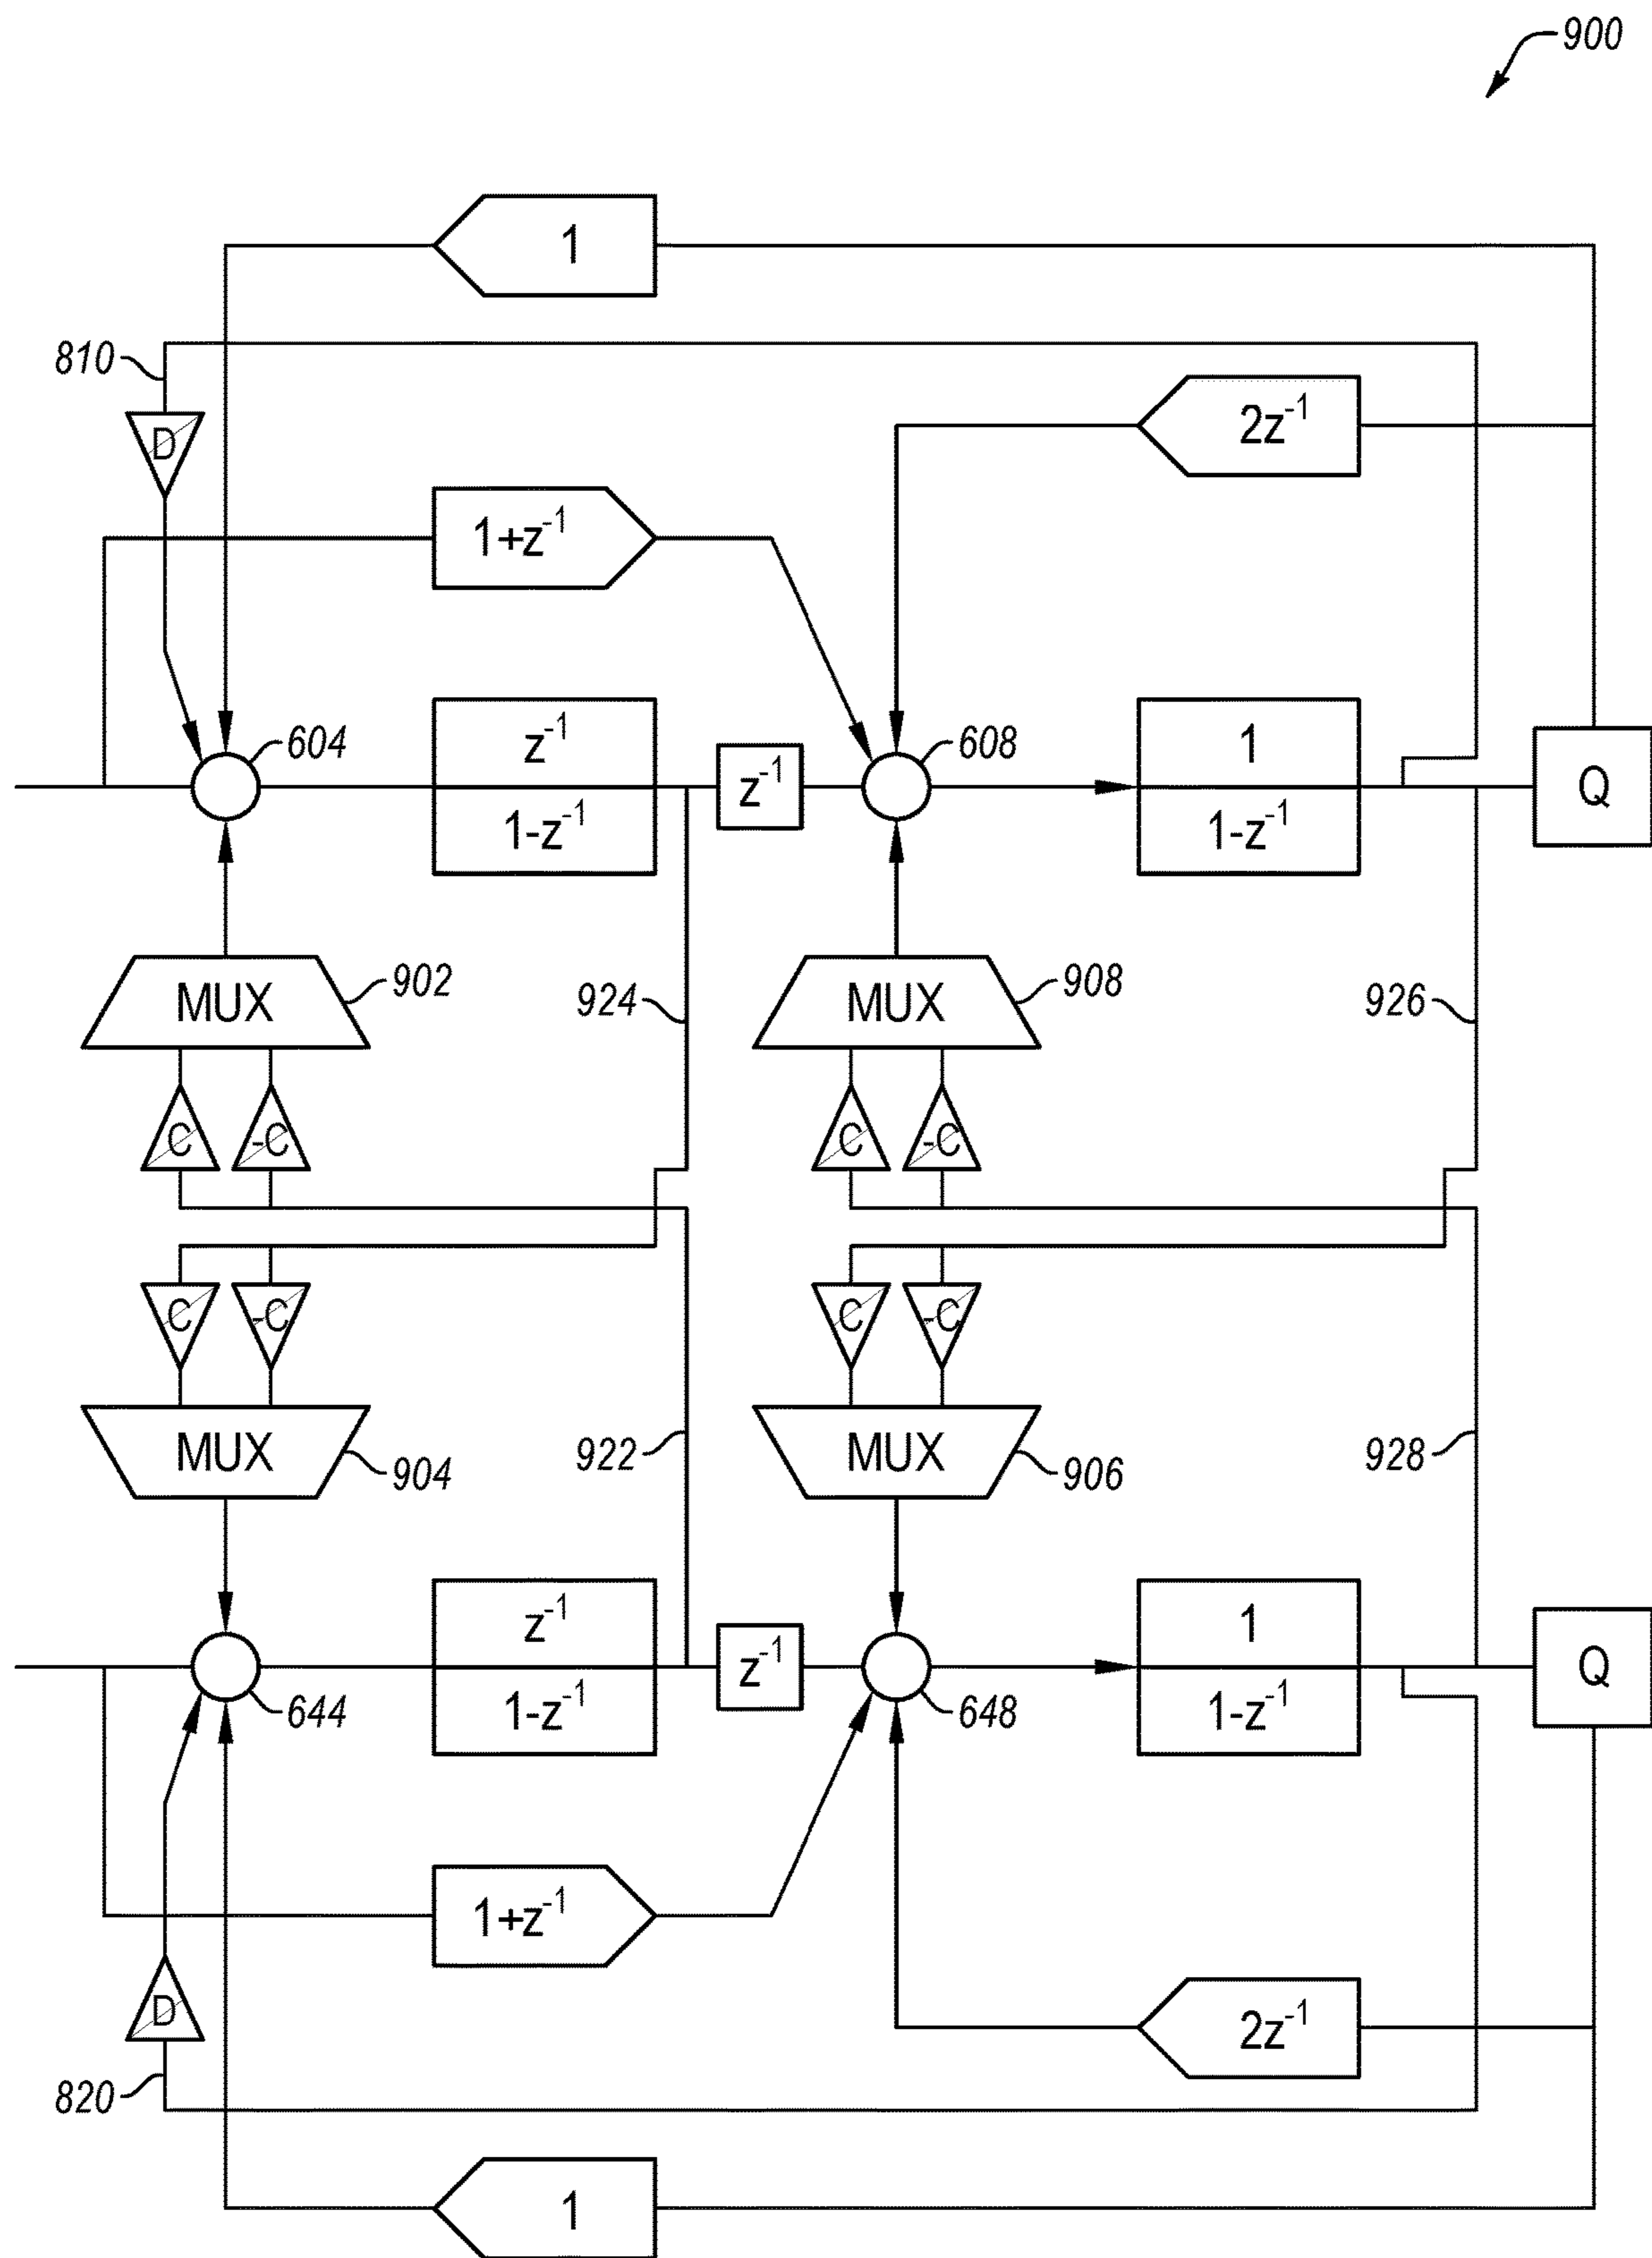 900
1
810
D
2z⁻¹
1+z⁻¹
604
z⁻¹
1-z⁻¹
z⁻¹
608
1
1-z⁻¹
Q
MUX
902
924
MUX
908
926
C
-C
C
-C
C
-C
C
-C
MUX
904
922
MUX
906
928
644
z⁻¹
1-z⁻¹
z⁻¹
648
1
1-z⁻¹
Q
1+z⁻¹
D
2z⁻¹
820
1